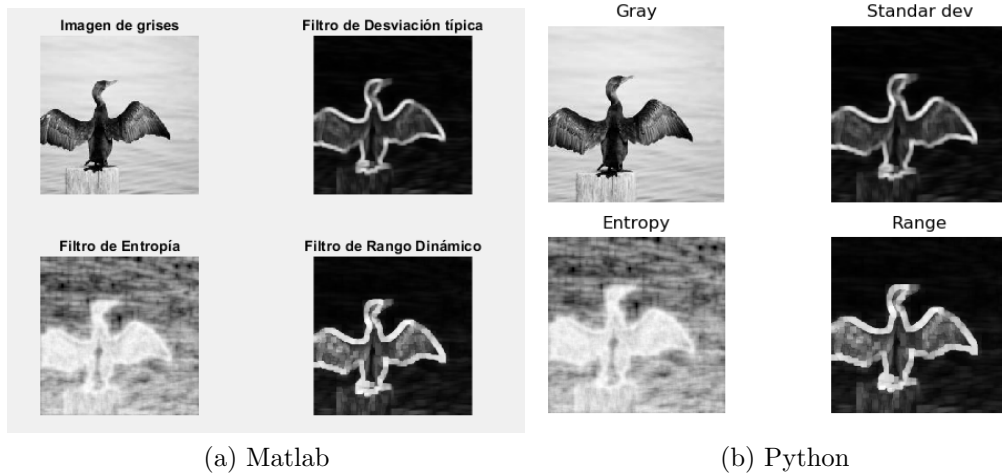 Imagen de grises
Filtro de Desviación típica
Filtro de Entropía
Filtro de Rango Dinámico
(a) Matlab
Gray
Standar dev
Entropy
Range
(b) Python